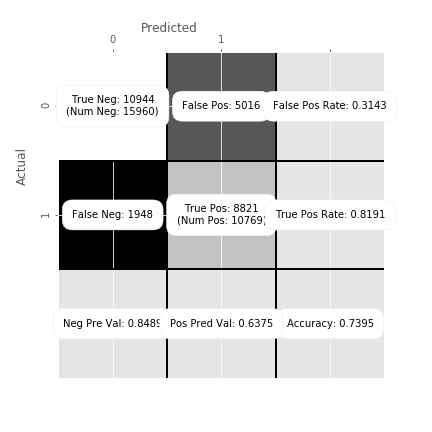 Predicted
0 1
Actual
0
True Neg: 10944
(Num Neg: 15960)
False Pos: 5016
False Pos Rate: 0.3143
1
False Neg: 1948
True Pos: 8821
(Num Pos: 10769)
True Pos Rate: 0.8191
Neg Pre Val: 0.8489
Pos Pred Val: 0.6375
Accuracy: 0.7395